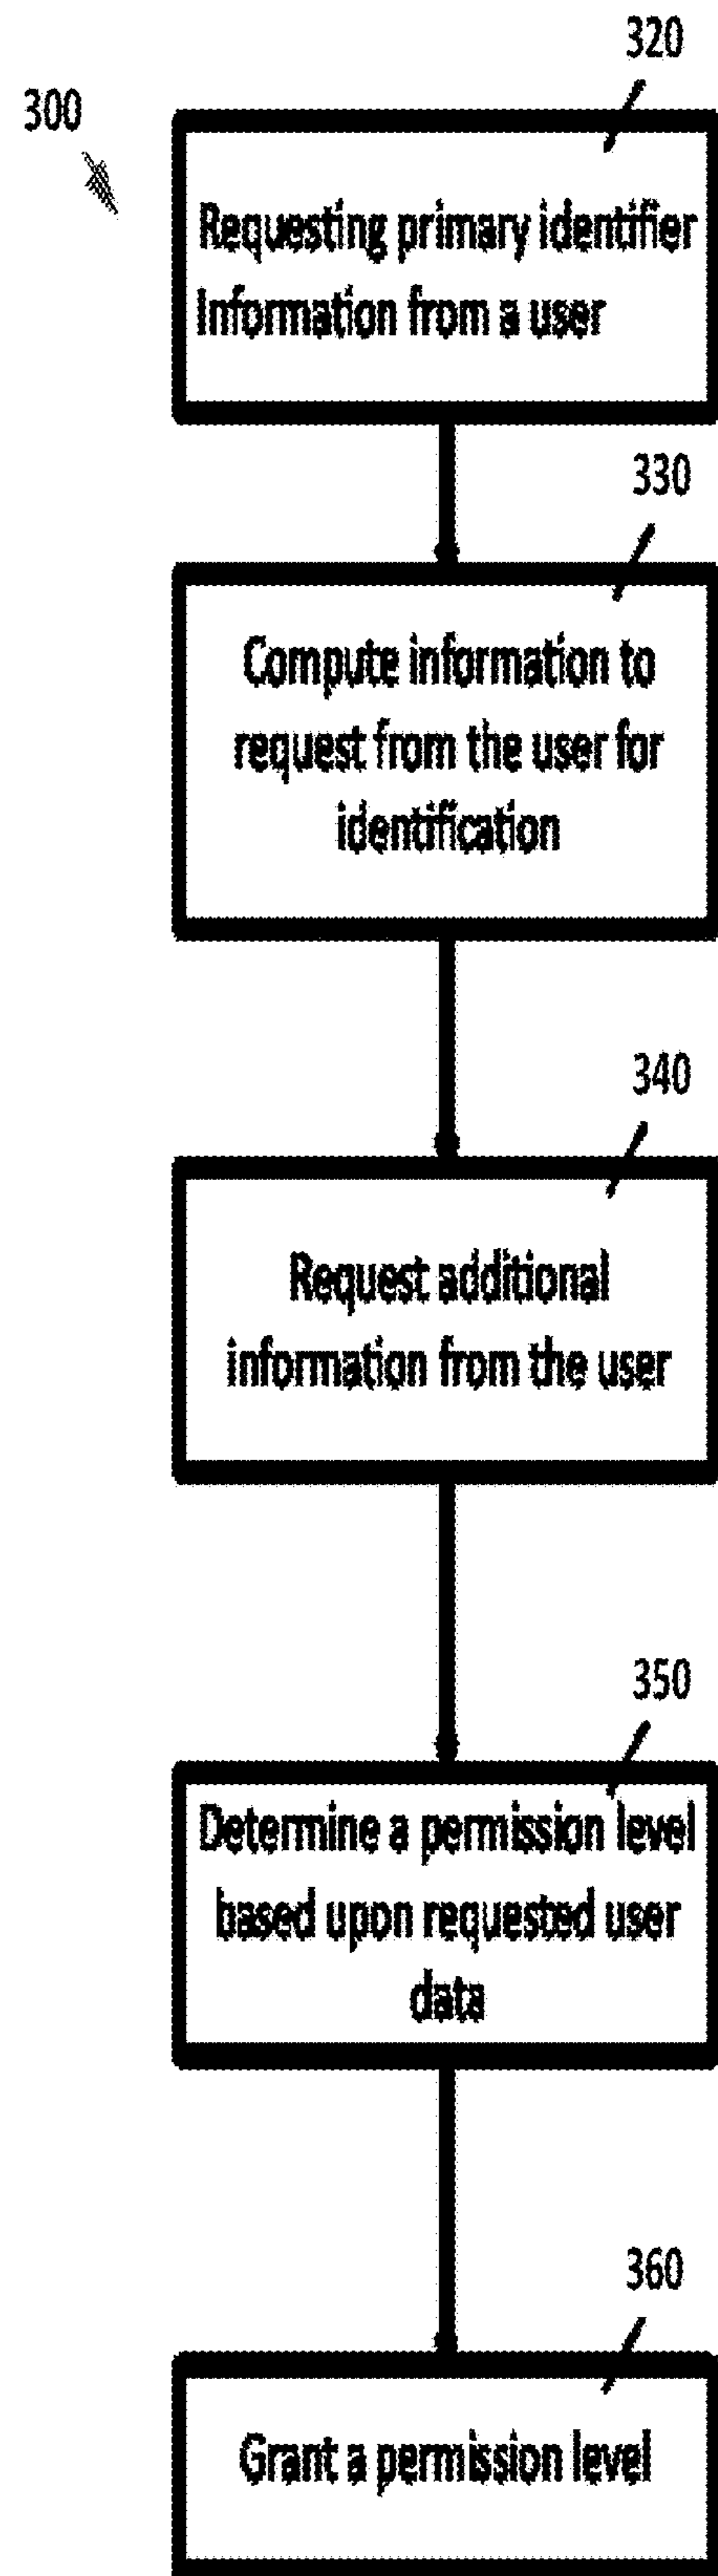 320
300
Requesting primary identifier
Information from a user
330
Compute information to
request from the user for
identification
340
Request additional
information from the user
350
Determine a permission level
based upon requested user
data
360
Grant a permission level